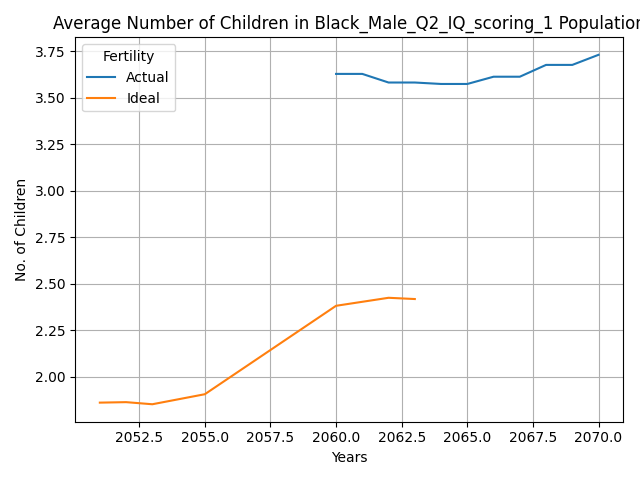 Average Number of Children in Black_Male_Q2_IQ_scoring_1 Population
Fertility
Actual
Ideal
3.75
3.50
3.25
3.00
2.75
2.50
2.25
2.00
No. of Children
2052.5 2055.0 2057.5 2060.0 2062.5 2065.0 2067.5 2070.0
Years